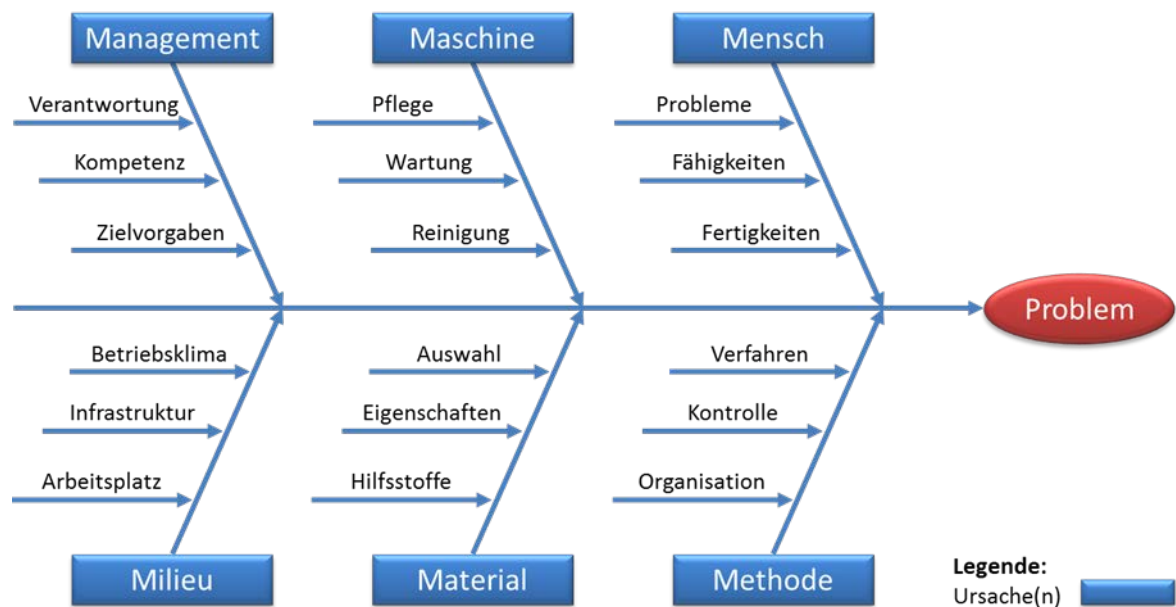 Management
Maschine
Mensch
Verantwortung
Pflege
Probleme
Kompetenz
Wartung
Fähigkeiten
Zielvorgaben
Reinigung
Fertigkeiten
Problem
Betriebsklima
Auswahl
Verfahren
Infrastruktur
Eigenschaften
Kontrolle
Arbeitsplatz
Hilfsstoffe
Organisation
Milieu
Material
Methode
Legende:
Ursache(n)